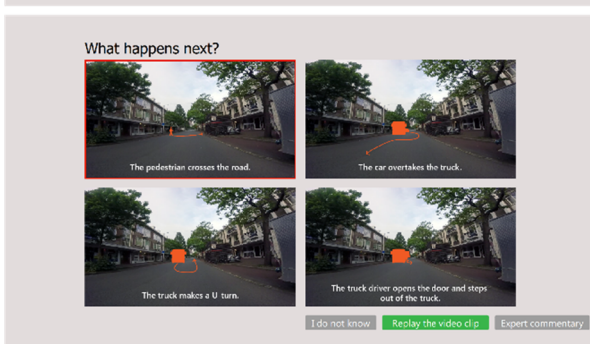 What happens next?
The pedestrian crosses the road.
The car overtakes the truck.
The truck makes a U turn.
The truck driver opens the door and steps
out of the truck.
I do not know
Replay the video clip
Expert commentary